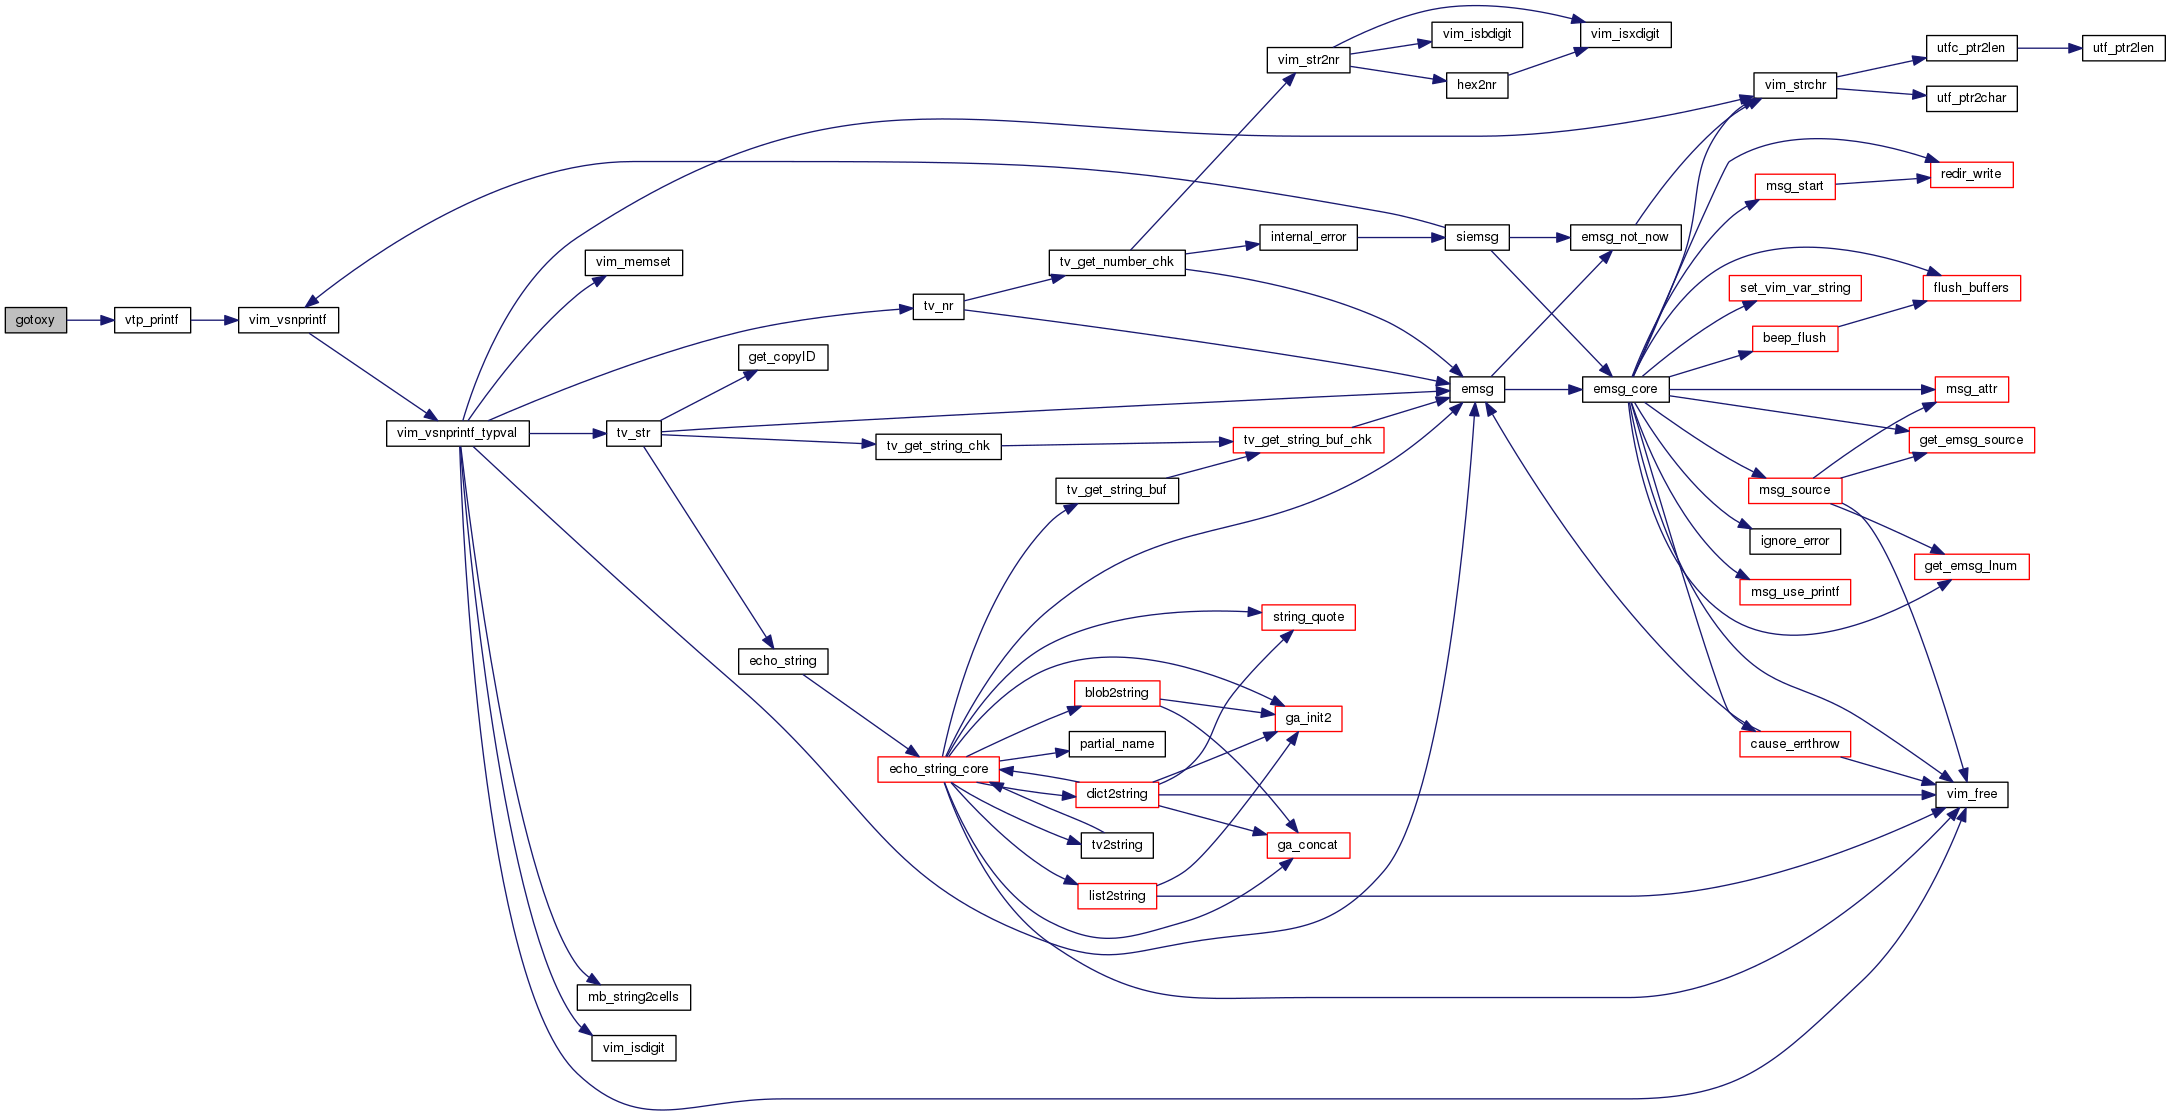 gotoxy
vtp_printf
vim_vsnprintf
vim_vsnprintf_typval
vim_memset
tv_nr
get_copyID
tv_str
tv_get_string_chk
echo_string
mb_string2cells
vim_isdigit
tv_get_number_chk
tv_get_string_buf
echo_string_core
blob2string
partial_name
dict2string
tv2string
list2string
vim_str2nr
internal_error
tv_get_string_buf_chk
string_quote
ga_init2
ga_concat
vim_isbdigit
hex2nr
siemsg
emsg
vim_isxdigit
emsg_not_now
emsg_core
vim_strchr
msg_start
set_vim_var_string
beep_flush
msg_source
ignore_error
msg_use_printf
cause_errthrow
utfc_ptr2len
utf_ptr2char
redir_write
flush_buffers
msg_attr
get_emsg_source
get_emsg_lnum
vim_free
utf_ptr2len